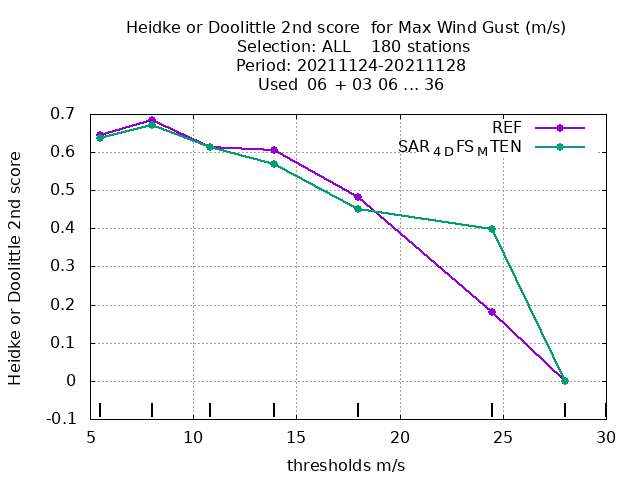 Heidke or Doolittle 2nd score  for Max Wind Gust (m/s)
Selection: ALL    180 stations
Period: 20211124-20211128
Used  06 + 03 06 ... 36
REF
SAR4DFSMTEN
Heidke or Doolittle 2nd score
0.7
0.6
0.5
0.4
0.3
0.2
0.1
0
-0.1
5 10 15 20 25 30
thresholds m/s